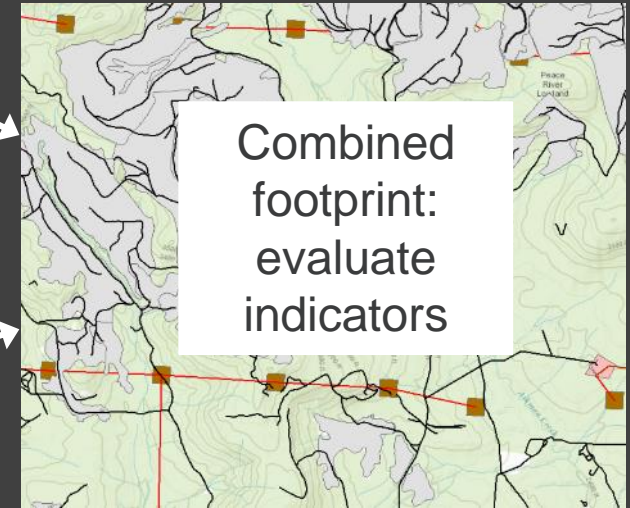 Peace
River
Lowland
Combined
footprint:
evaluate
indicators